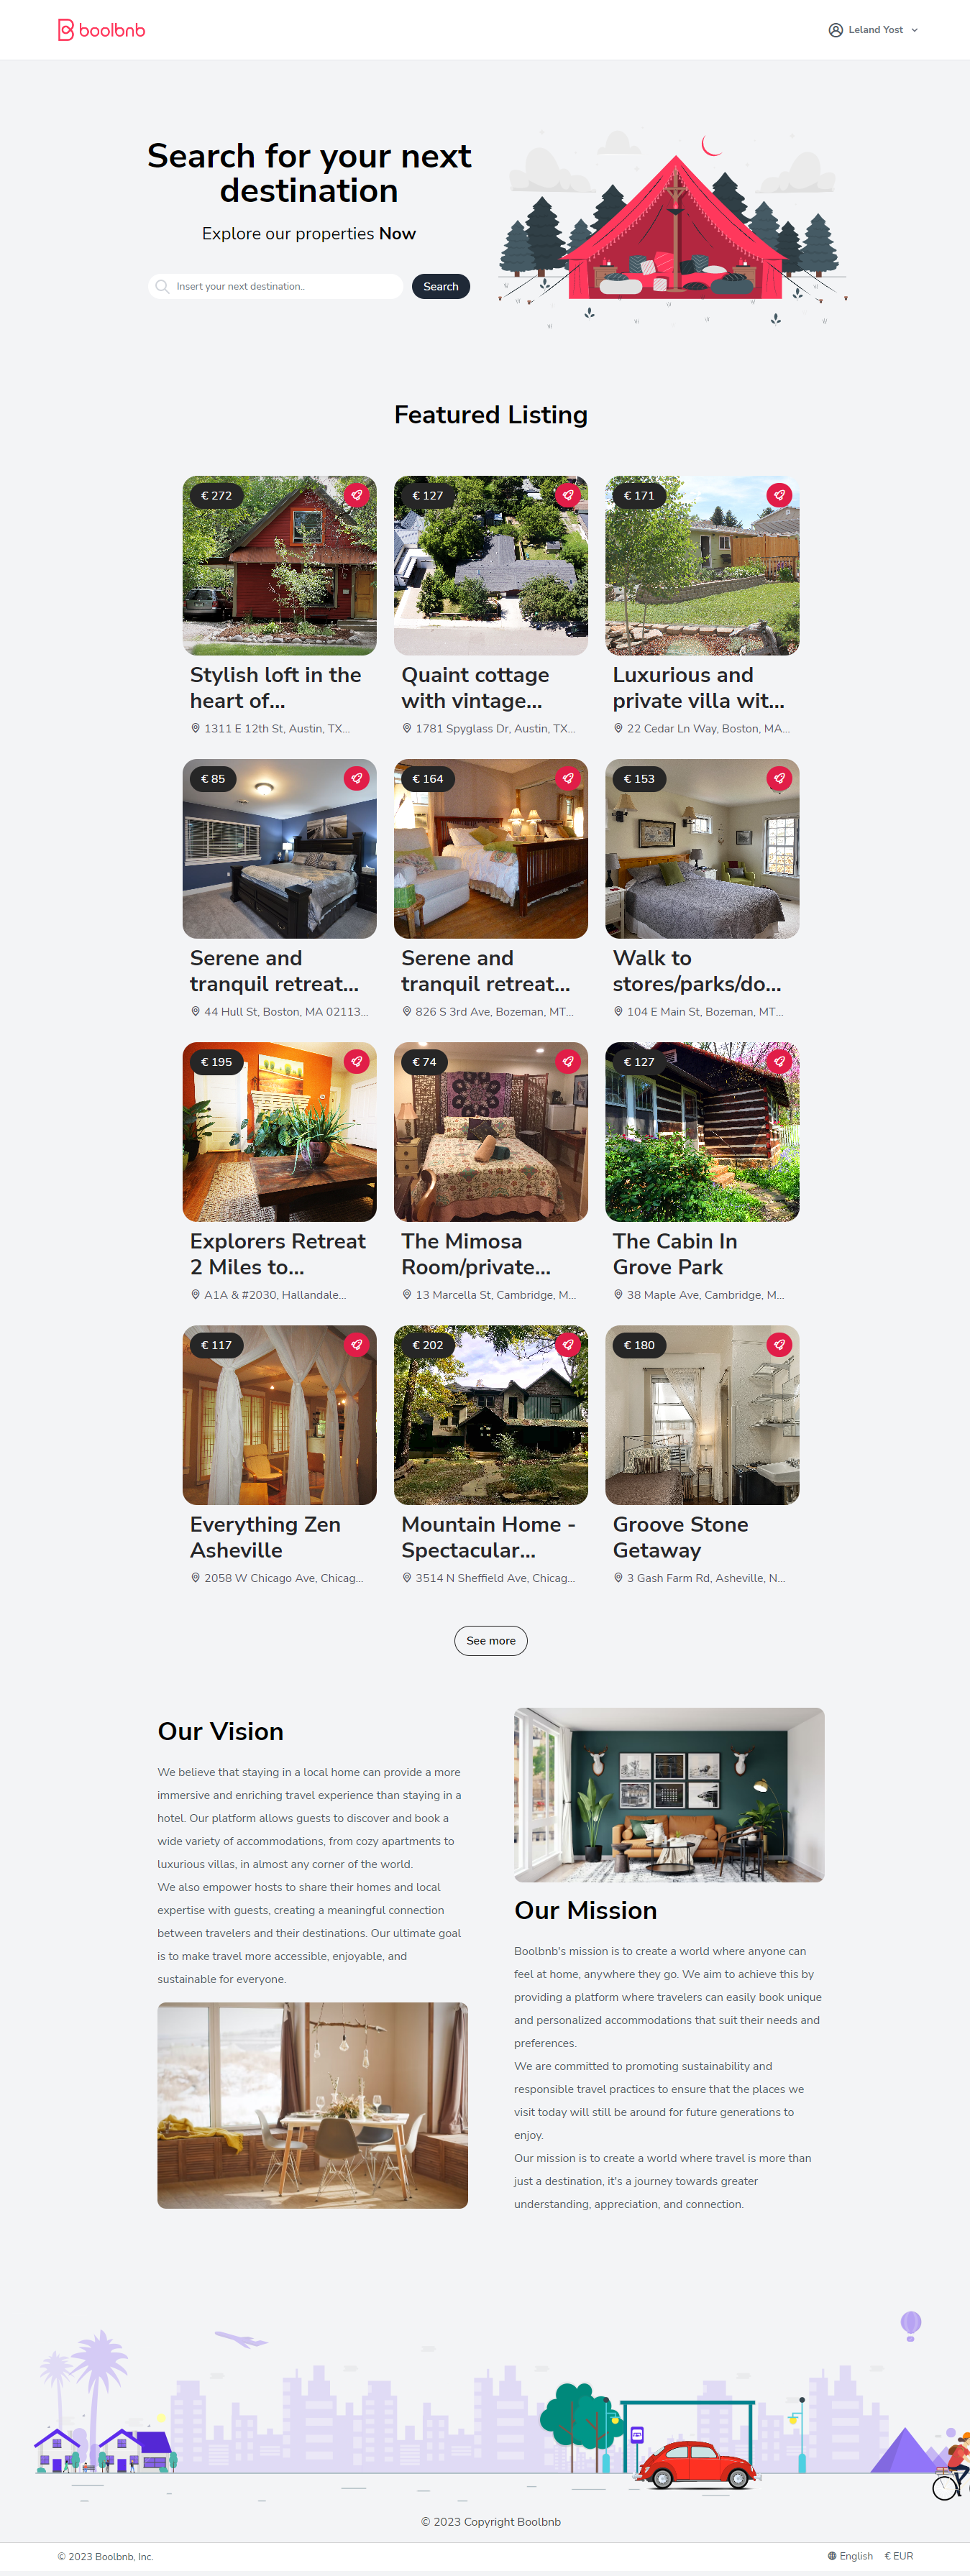 boolbnb
Leland Yost
Search for your next
destination
Explore our properties Now
Insert your next destination..
Search
Featured Listing
€ 272
Stylish loft in the
heart of...
1311 E 12th St, Austin, TX...
€ 127
Quaint cottage
with vintage...
1781 Spyglass Dr, Austin, TX...
€ 171
Luxurious and
private villa wit...
22 Cedar Ln Way, Boston, MA...
€ 85
Serene and
tranquil retreat...
44 Hull St, Boston, MA 02113...
€ 164
Serene and
tranquil retreat...
826 S 3rd Ave, Bozeman, MT...
€ 153
Walk to
stores/parks/do...
104 E Main St, Bozeman, MT...
€ 195
Explorers Retreat
2 Miles to...
A1A & #2030, Hallandale...
€ 74
The Mimosa
Room/private...
13 Marcella St, Cambridge, M...
€ 127
The Cabin In
Grove Park
38 Maple Ave, Cambridge, M...
€ 117
Everything Zen
Asheville
2058 W Chicago Ave, Chicag...
€ 202
Mountain Home -
Spectacular...
3514 N Sheffield Ave, Chicag...
€ 180
Groove Stone
Getaway
3 Gash Farm Rd, Asheville, N...
See more
Our Vision
We believe that staying in a local home can provide a more
immersive and enriching travel experience than staying in a
hotel. Our platform allows guests to discover and book a
wide variety of accommodations, from cozy apartments to
luxurious villas, in almost any corner of the world.
We also empower hosts to share their homes and local
expertise with guests, creating a meaningful connection
between travelers and their destinations. Our ultimate goal
is to make travel more accessible, enjoyable, and
sustainable for everyone.
Our Mission
Boolbnb's mission is to create a world where anyone can
feel at home, anywhere they go. We aim to achieve this by
providing a platform where travelers can easily book unique
and personalized accommodations that suit their needs and
preferences.
We are committed to promoting sustainability and
responsible travel practices to ensure that the places we
visit today will still be around for future generations to
enjoy.
Our mission is to create a world where travel is more than
just a destination, it's a journey towards greater
understanding, appreciation, and connection.
© 2023 Copyright Boolbnb
© 2023 Boolbnb, Inc.
English
€ EUR